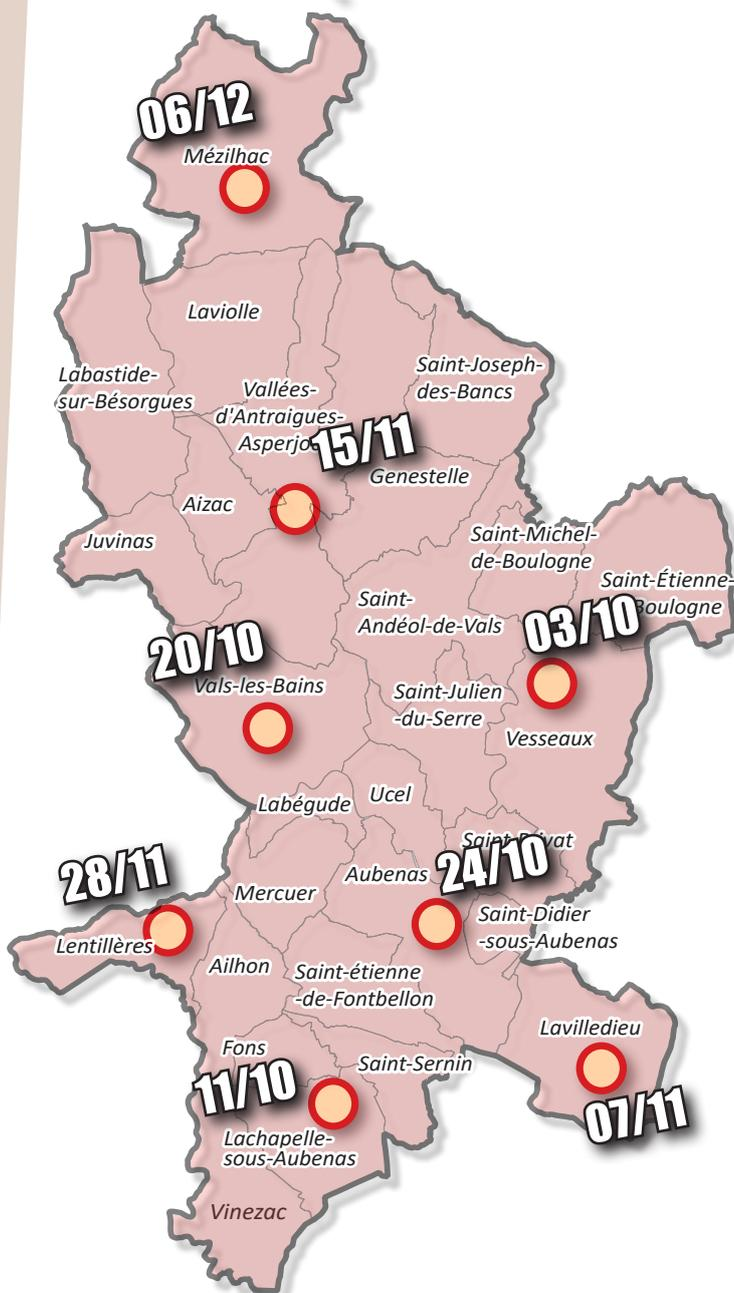 06/12
Mézilhac
Laviolle
Labastide-
sur-Bésorgues
Saint-Joseph-
des-Bancs
Vallées-
d'Antraigues-
Asperjo
15/11
Genestelle
Aizac
Juvinas
Saint-Michel-
de-Boulogne
Saint-Étienne-
Boulogne
Saint-
Andéol-de-Vals
03/10
20/10
Vals-les-Bains
Saint-Julien
-du-Serre
Vesseaux
Labégude
Ucel
24/10
28/11
Aubenas
Mercuer
Saint-Didier
-sous-Aubenas
Lentillères
Ailhon
Saint-étienne
-de-Fontbellon
Lavilledieu
Fons
Saint-Sernin
11/10
07/11
Lachapelle-
sous-Aubenas
Vinezac